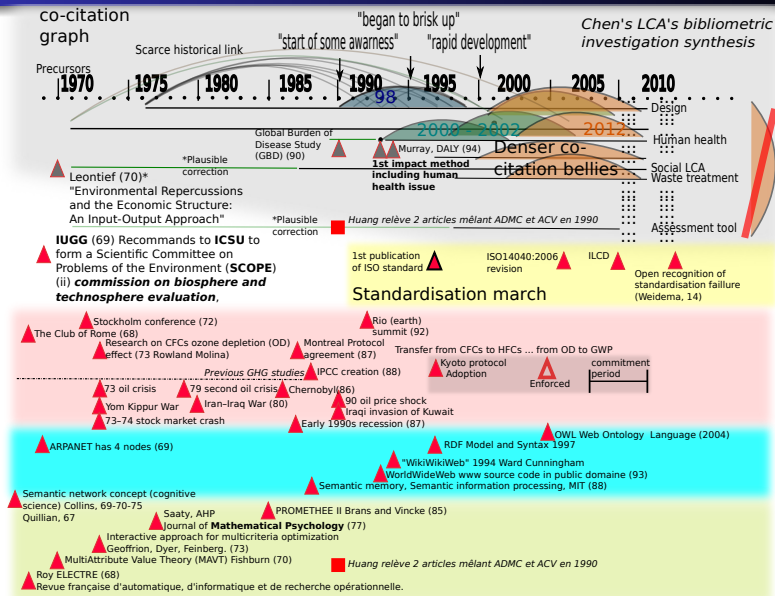 co-citation
graph
"began to brisk up"
Chen's LCA's bibliometric
investigation synthesis
Scarce historical link
"start of some awarness"
"rapid development"
Precursors
1970 1975 1980 1985 1990 1995 2000 2005 2010
98
Design
2000 - 2002
2012..
Global Burden of
Disease Study
(GBD) (90)
Murray, DALY (94)
Human health
Denser co-
citation bellies
*Plausible
correction
1st impact method
including human
health issue
Social LCA
Waste treatment
Leontief (70)*
"Environmental Repercussions
and the Economic Structure:
An Input-Output Approach"
*Plausible
correction
Huang relève 2 articles mêlant ADMC et ACV en 1990
Assessment tool
IUGG (69) Recommands to ICSU to
form a Scientific Committee on
Problems of the Environment (SCOPE)
(ii) commission on biosphere and
technosphere evaluation,
1st publication
of ISO standard
ISO14040:2006
revision
ILCD
Open recognition of
standardisation faillure
(Weidema, 14)
Standardisation march
Stockholm conference (72)
The Club of Rome (68)
Rio (earth)
summit (92)
Research on CFCs ozone depletion (OD)
effect (73 Rowland Molina)
Montreal Protocol
agreement (87)
Transfer from CFCs to HFCs ... from OD to GWP
Previous GHG studies
IPCC creation (88)
Kyoto protocol
Adoption
Enforced
commitment
period
73 oil crisis
79 second oil crisis
Chernobyl(86)
Yom Kippur War
Iran–Iraq War (80)
90 oil price shock
Iraqi invasion of Kuwait
73–74 stock market crash
Early 1990s recession (87)
OWL Web Ontology Language (2004)
ARPANET has 4 nodes (69)
RDF Model and Syntax 1997
"WikiWikiWeb" 1994 Ward Cunningham
WorldWideWeb www source code in public domaine (93)
Semantic memory, Semantic information processing, MIT (88)
Semantic network concept (cognitive
science) Collins, 69-70-75
Quillian, 67
Saaty, AHP
Journal of Mathematical Psychology (77)
PROMETHEE II Brans and Vincke (85)
Interactive approach for multicriteria optimization
Geoffrion, Dyer, Feinberg. (73)
MultiAttribute Value Theory (MAVT) Fishburn (70)
Huang relève 2 articles mêlant ADMC et ACV en 1990
Roy ELECTRE (68)
Revue française d'automatique, d'informatique et de recherche opérationnelle.